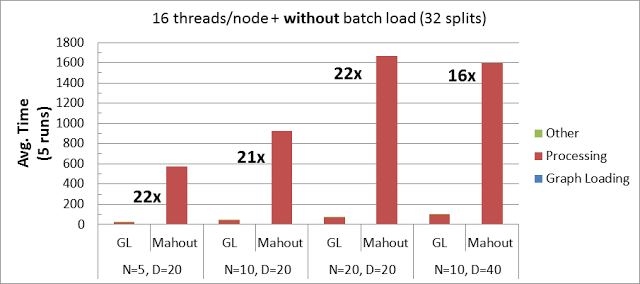 16 threads/node + without batch load (32 splits)
Avg. Time
(5 runs)
1800
1600
1400
1200
1000
800
600
400
200
0
22x
21x
22x
16x
GL Mahout GL Mahout GL Mahout GL Mahout
N=5, D=20 N=10, D=20 N=20, D=20 N=10, D=40
Other
Processing
Graph Loading